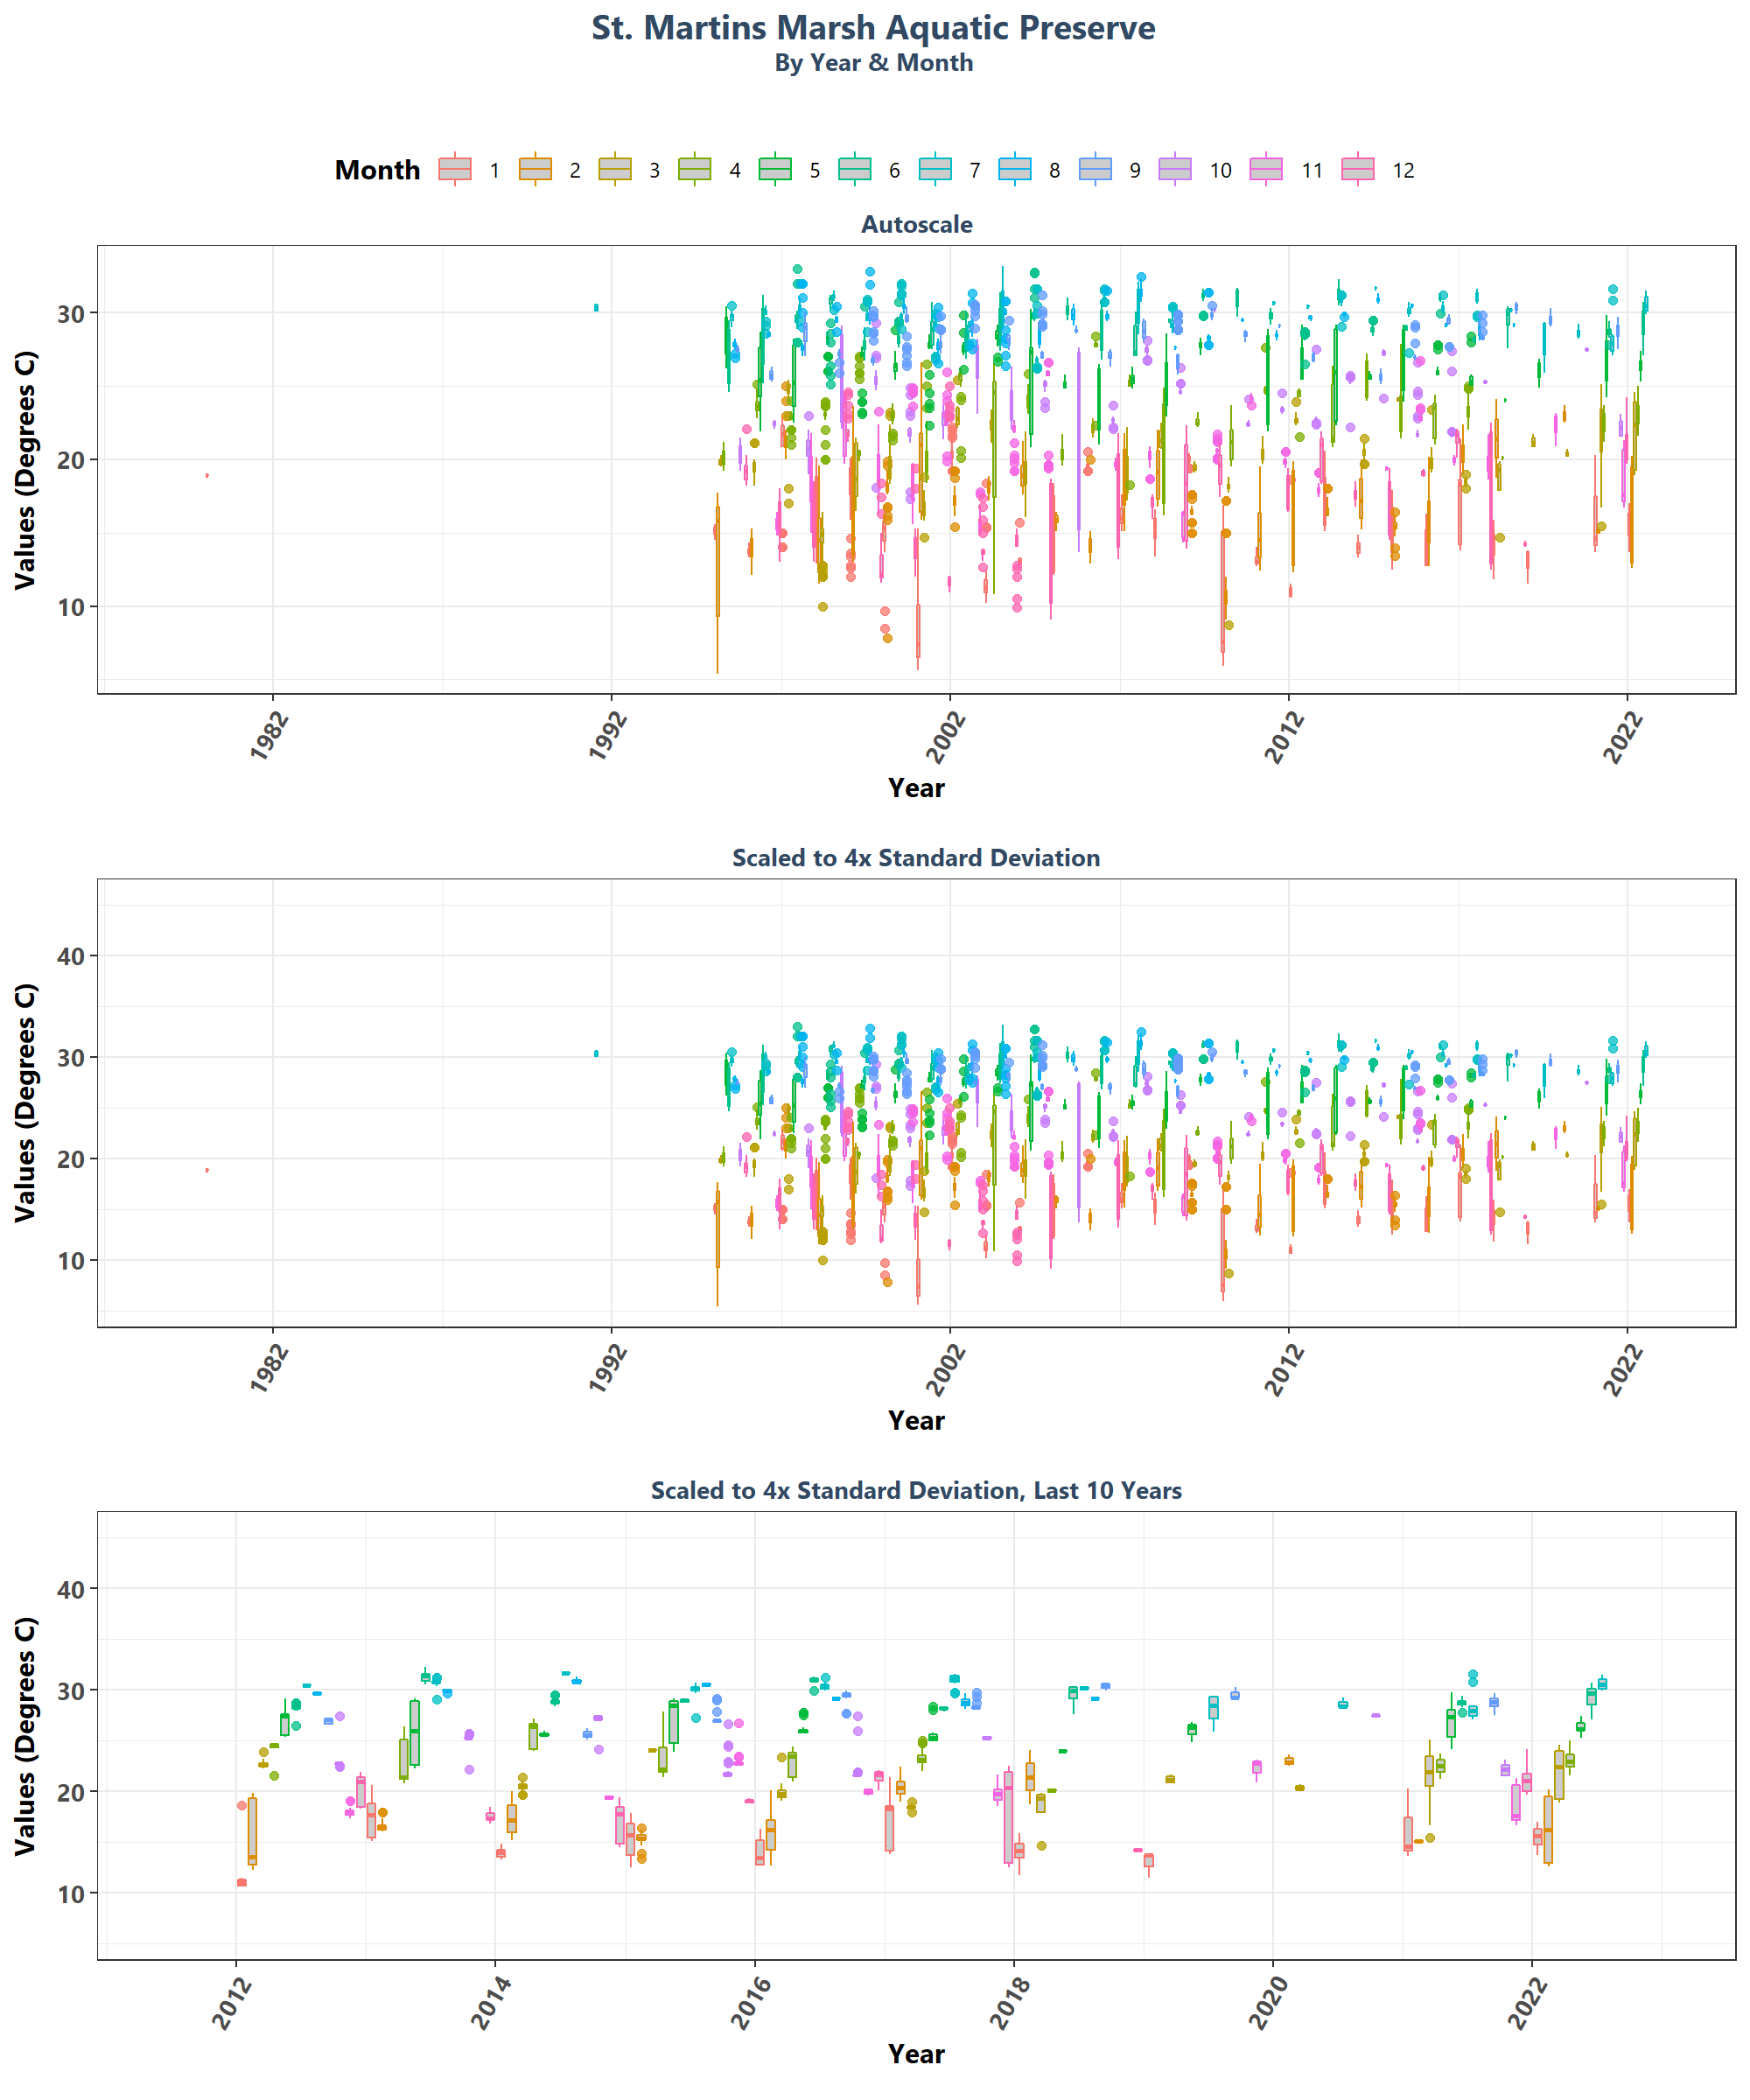 St. Martins Marsh Aquatic Preserve
By Year & Month
Month 1 2 3 4 5 6 7 8 9 10 11 12
Autoscale
Values (Degrees C)
30
20
10
1982 1992 2002 2012 2022
Year
Scaled to 4x Standard Deviation
Values (Degrees C)
40
30
20
10
1982 1992 2002 2012 2022
Year
Scaled to 4x Standard Deviation, Last 10 Years
Values (Degrees C)
40
30
20
10
2012 2014 2016 2018 2020 2022
Year